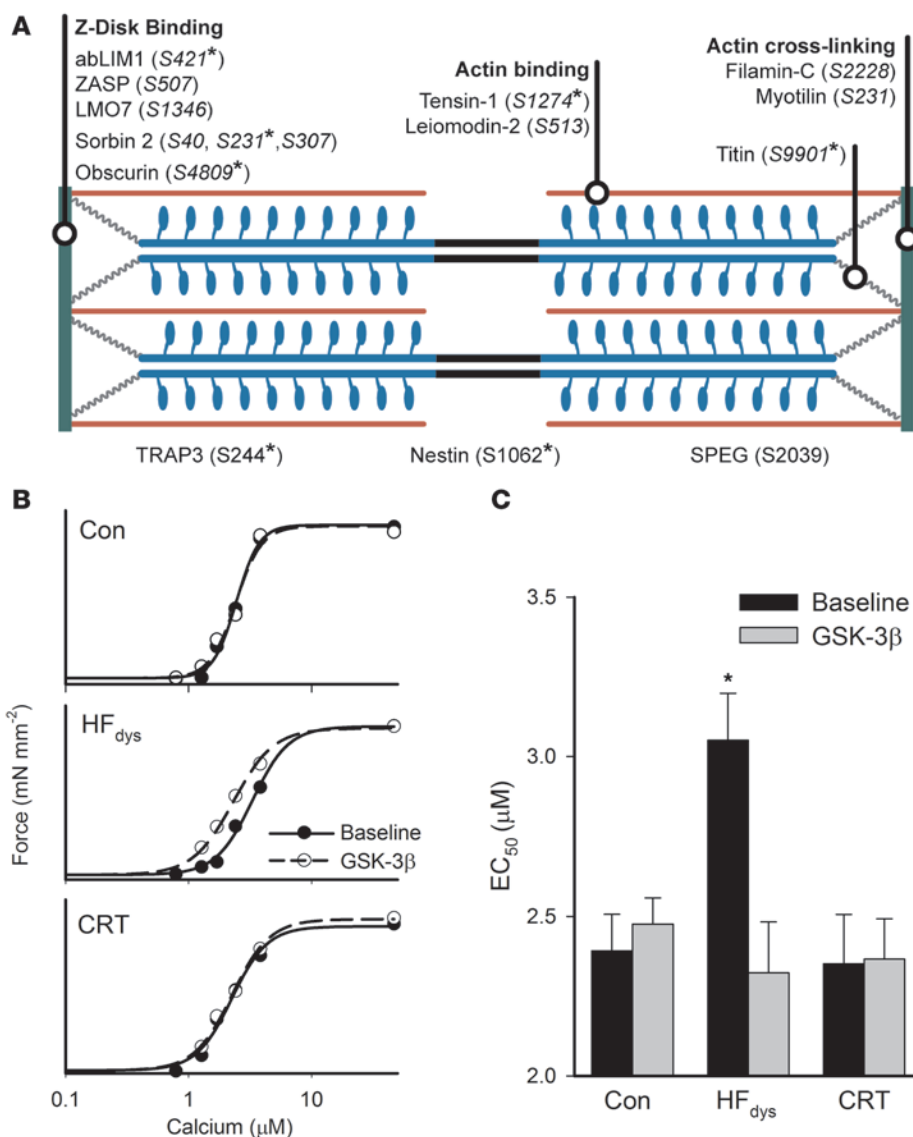 A
Z-Disk Binding
abLIM1 (S421*)
ZASP (S507)
LMO7 (S1346)
Sorbin 2 (S40, S231*,S307)
Obscurin (S4809*)
Actin binding
Tensin-1 (S1274*)
Leiomodin-2 (S513)
Actin cross-linking
Filamin-C (S2228)
Myotilin (S231)
Titin (S9901*)
TRAP3 (S244*)
Nestin (S1062*)
SPEG (S2039)
B
Con
HFdys
Baseline
GSK-3β
CRT
Force (mN mm-2)
0.1
1
10
Calcium (μM)
C
3.5
3.0
2.5
2.0
EC50 (μM)
Baseline
GSK-3β
*
Con
HFdys
CRT